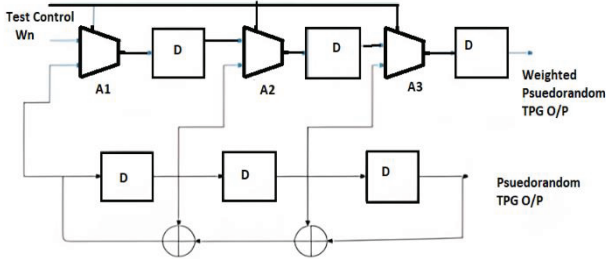 Test Control
Wn
D
D
D
A1
A2
A3
Weighted
Psuedorandom
TPG O/P
D
D
D
Psuedorandom
TPG O/P